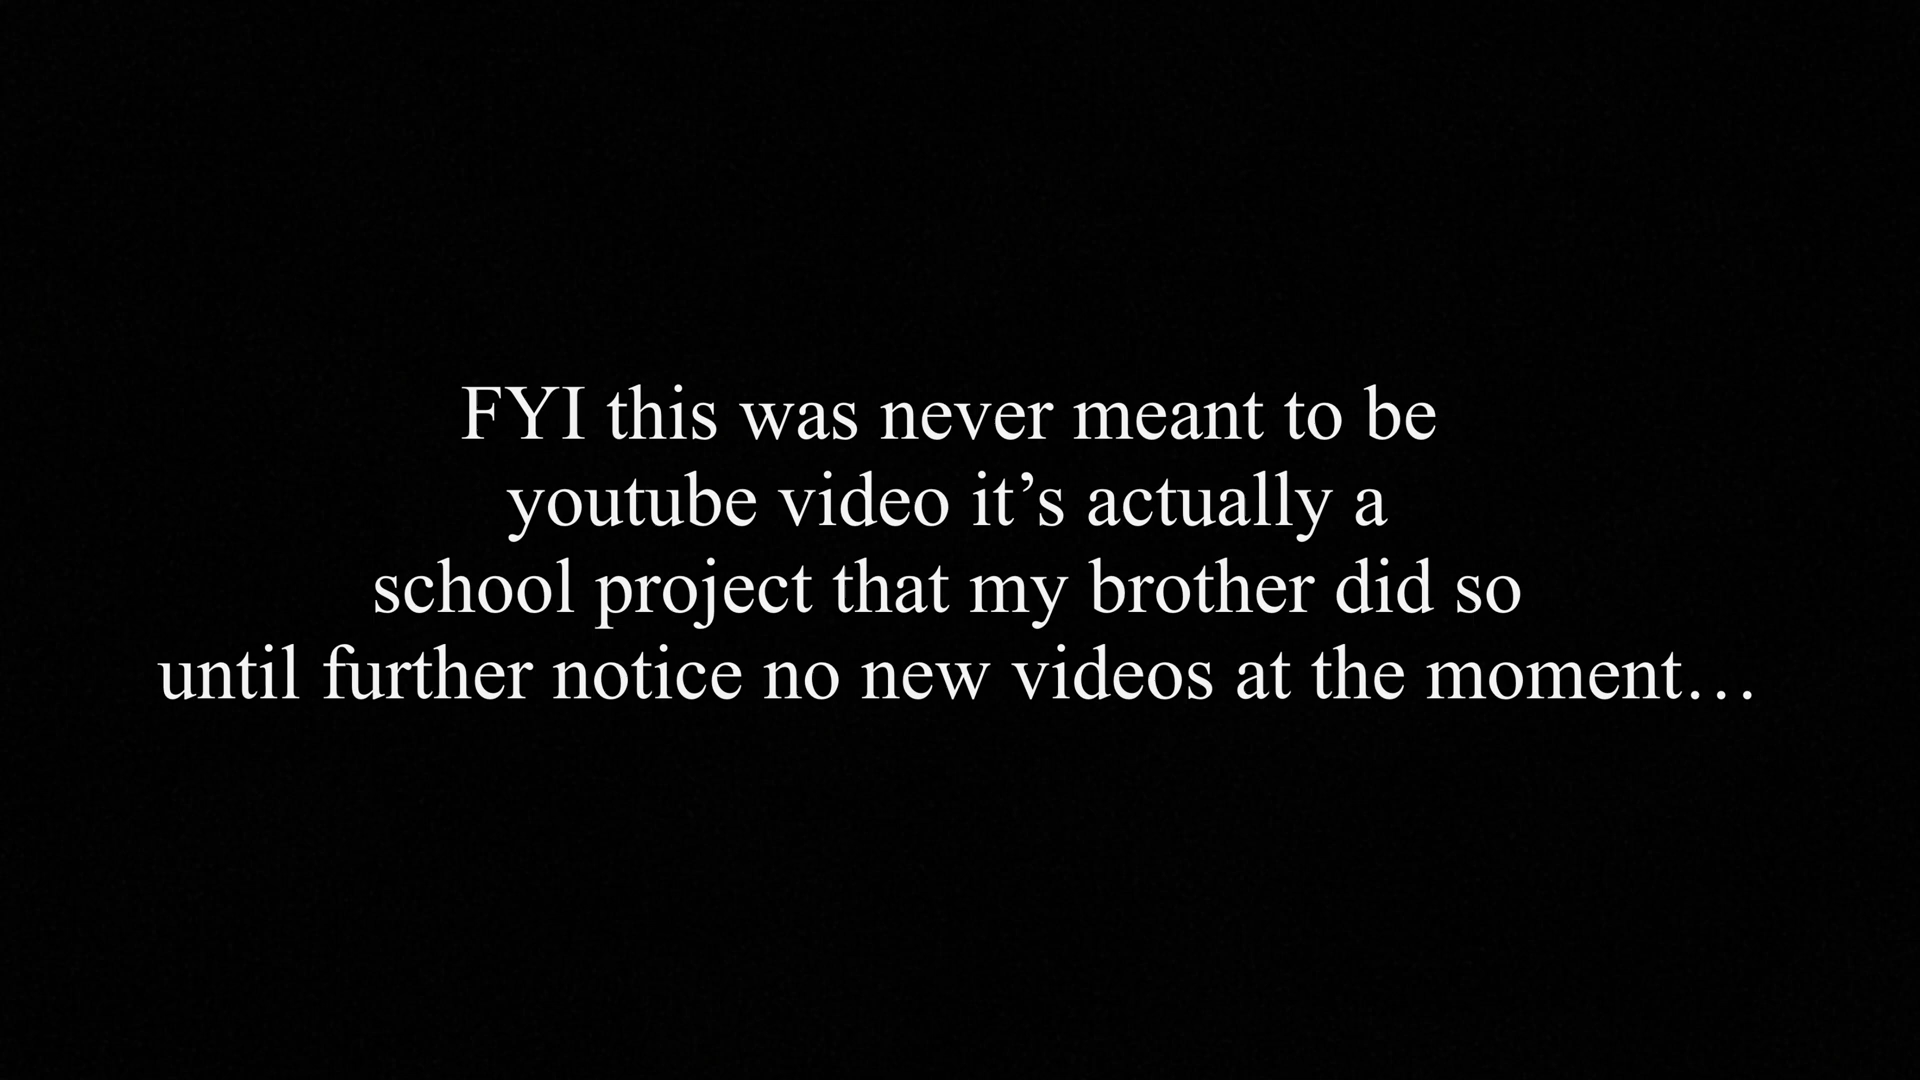 FYI this was never meant to be
youtube video it’s actually a
school project that my brother did so
until further notice no new videos at the moment…